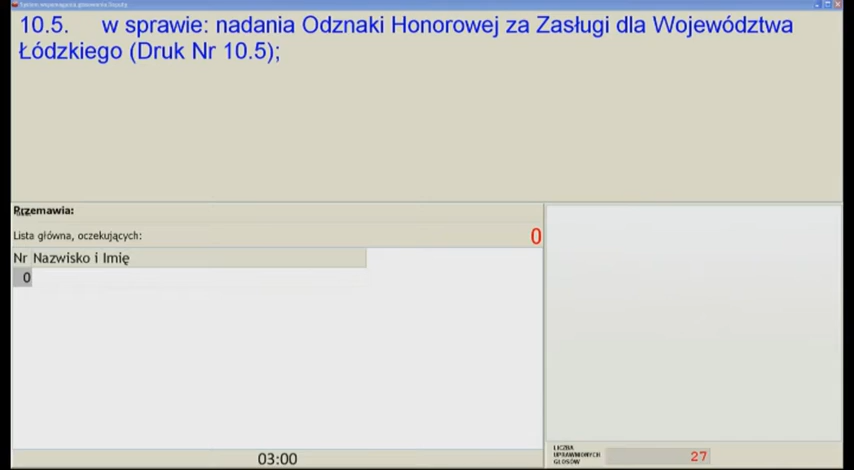 10.5. w sprawie: nadania Odznaki Honorowej za Zasługi dla Województwa
Łódzkiego (Druk Nr 10.5);
Przemawia:
Lista główna, oczekujących:
0
Nr Nazwisko i Imię
0
03:00
LICZBA
UPRAWNIONYCH
GŁOSÓW
27